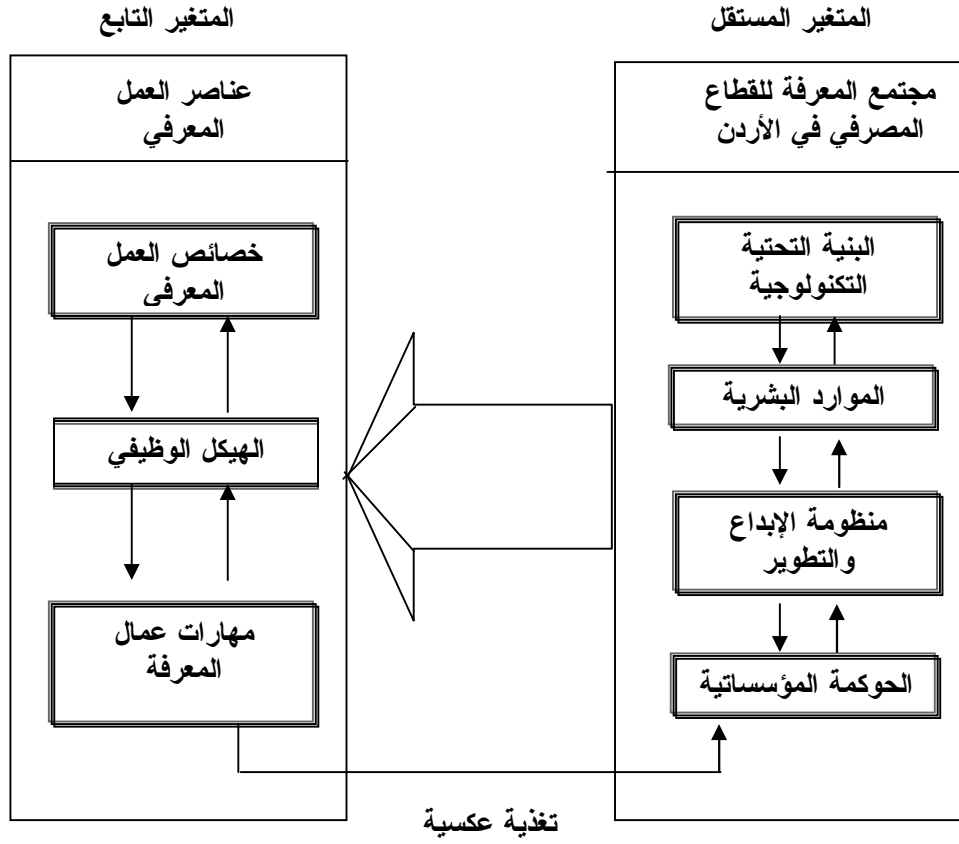 المتغير المستقل
مجتمع المعرفة للقطاع
المصرفي في الأردن
البنية التحتية
التكنولوجية
الموارد البشرية
منظومة الإبداع
والتطوير
الحوكمة المؤسساتية
المتغير التابع
عناصر العمل
المعرفي
خصائص العمل
المعرفي
الهيكل الوظيفي
مهارات عمال
المعرفة
تغذية عكسية